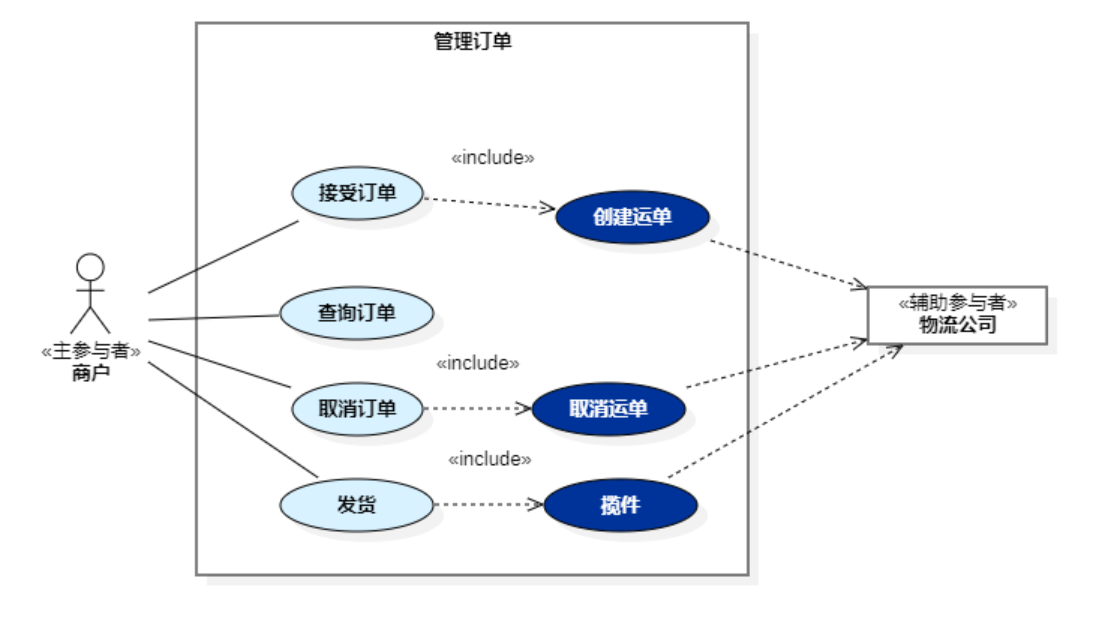 管理订单
«include»
接受订单
创建运单
«主参与者»
商户
查询订单
«辅助参与者»
物流公司
«include»
取消订单
取消运单
«include»
发货
揽件